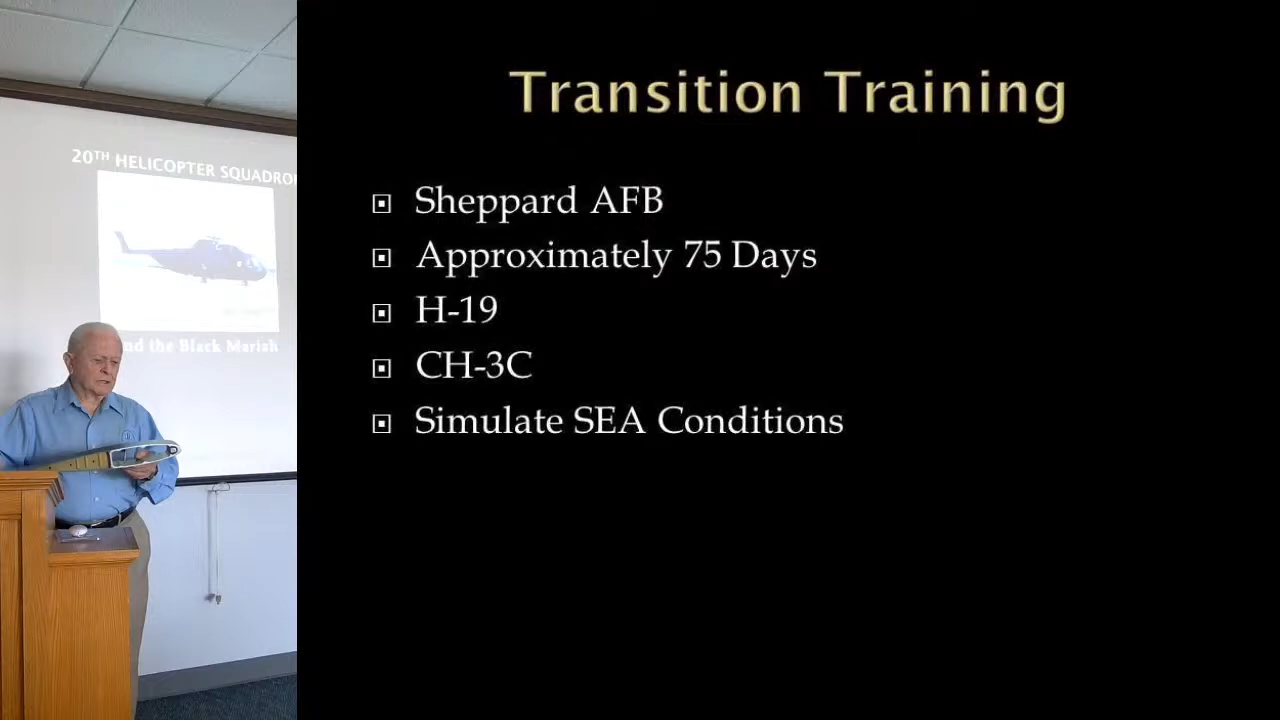 20TH HELICOPTER SQUADRON
nd the Black Mariah
Transition Training
Sheppard AFB
Approximately 75 Days
H-19
CH-3C
Simulate SEA Conditions